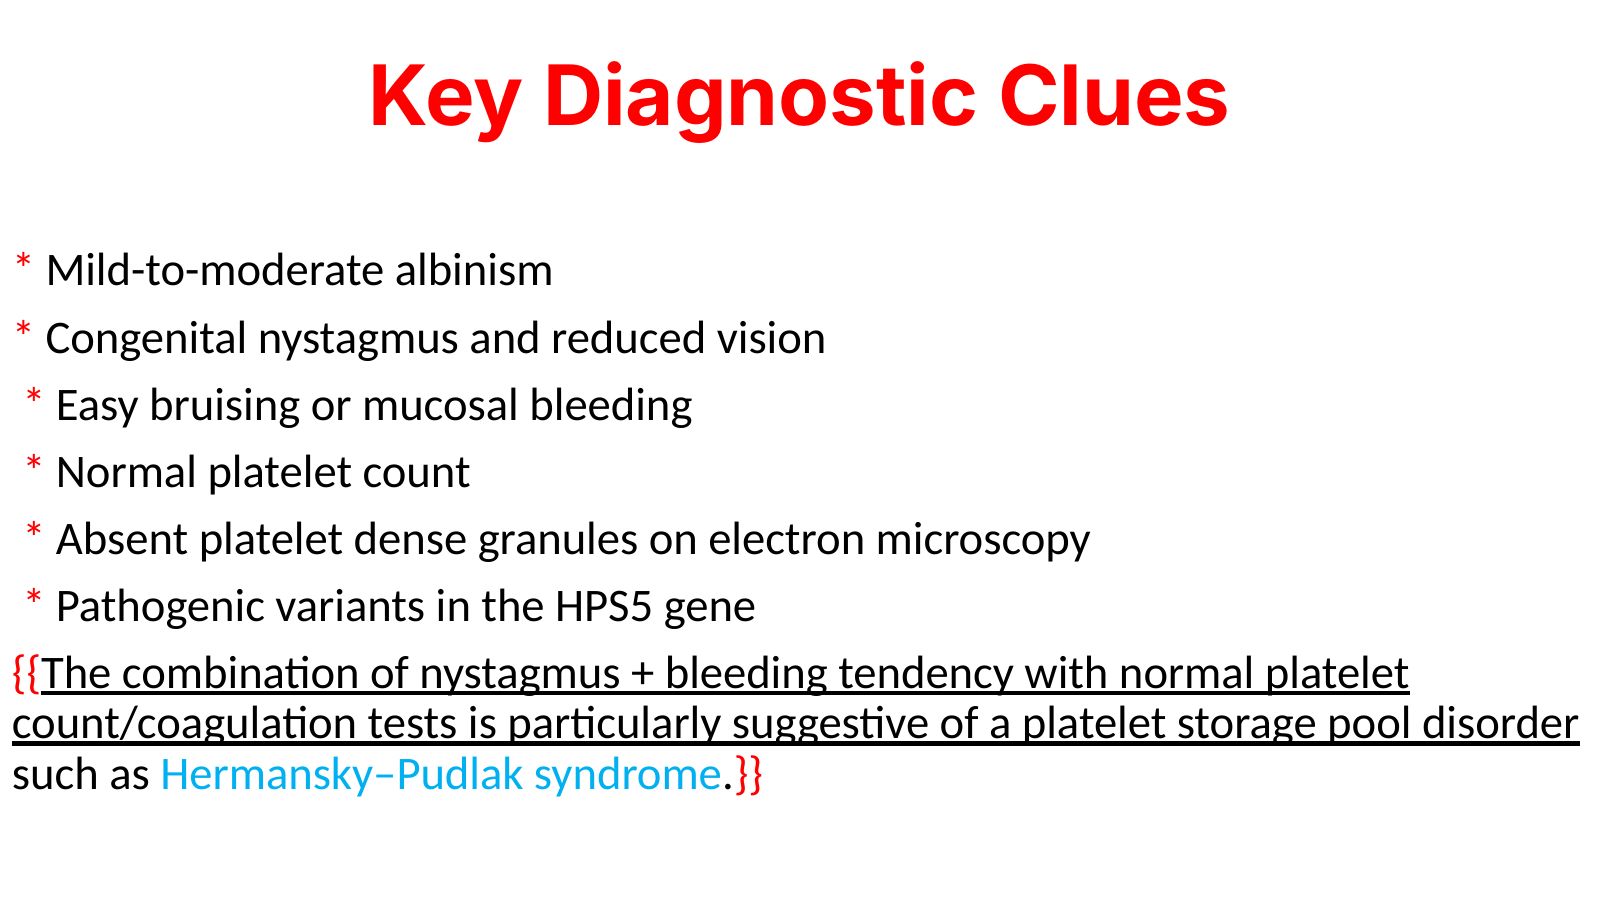 Key Diagnostic Clues
* Mild-to-moderate albinism
* Congenital nystagmus and reduced vision
* Easy bruising or mucosal bleeding
* Normal platelet count
* Absent platelet dense granules on electron microscopy
* Pathogenic variants in the HPS5 gene
{{The combination of nystagmus + bleeding tendency with normal platelet
count/coagulation tests is particularly suggestive of a platelet storage pool disorder
such as Hermansky–Pudlak syndrome.}}